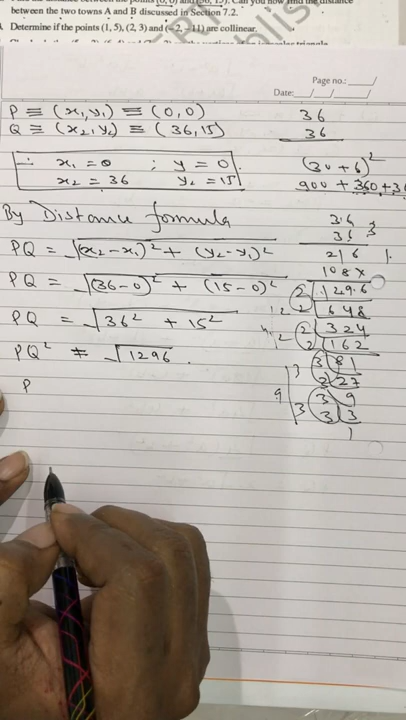 between the two towns A and B discussed in Section 7.2.
Determine if the points (1, 5), (2, 3) and (– 2, – 11) are collinear.
Page no.:
Date:
P ≡ (x₁, y₁) ≡ (0, 0)
Q ≡ (x₂, y₂) ≡ (36, 15)
∴ x₁ = 0 ; y = 0
x₂ = 36 y₂ = 15
By Distance formula
PQ = √(x₂ – x₁)² + (y₂ – y₁)²
PQ = √(36 – 0)² + (15 – 0)²
PQ = √36² + 15²
PQ² ≠ √1296 .
P
36
36
(30 + 6)²
900 + 360 + 36
36
216
108x
2 1296
2 648
2 324
2 162
3 81
27
3 9
3 3
1